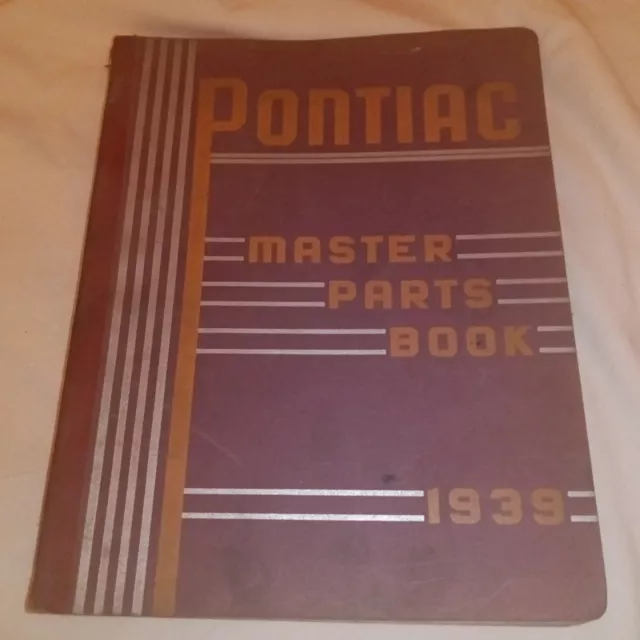 PONTIAC
MASTER
PARTS
BOOK
1939